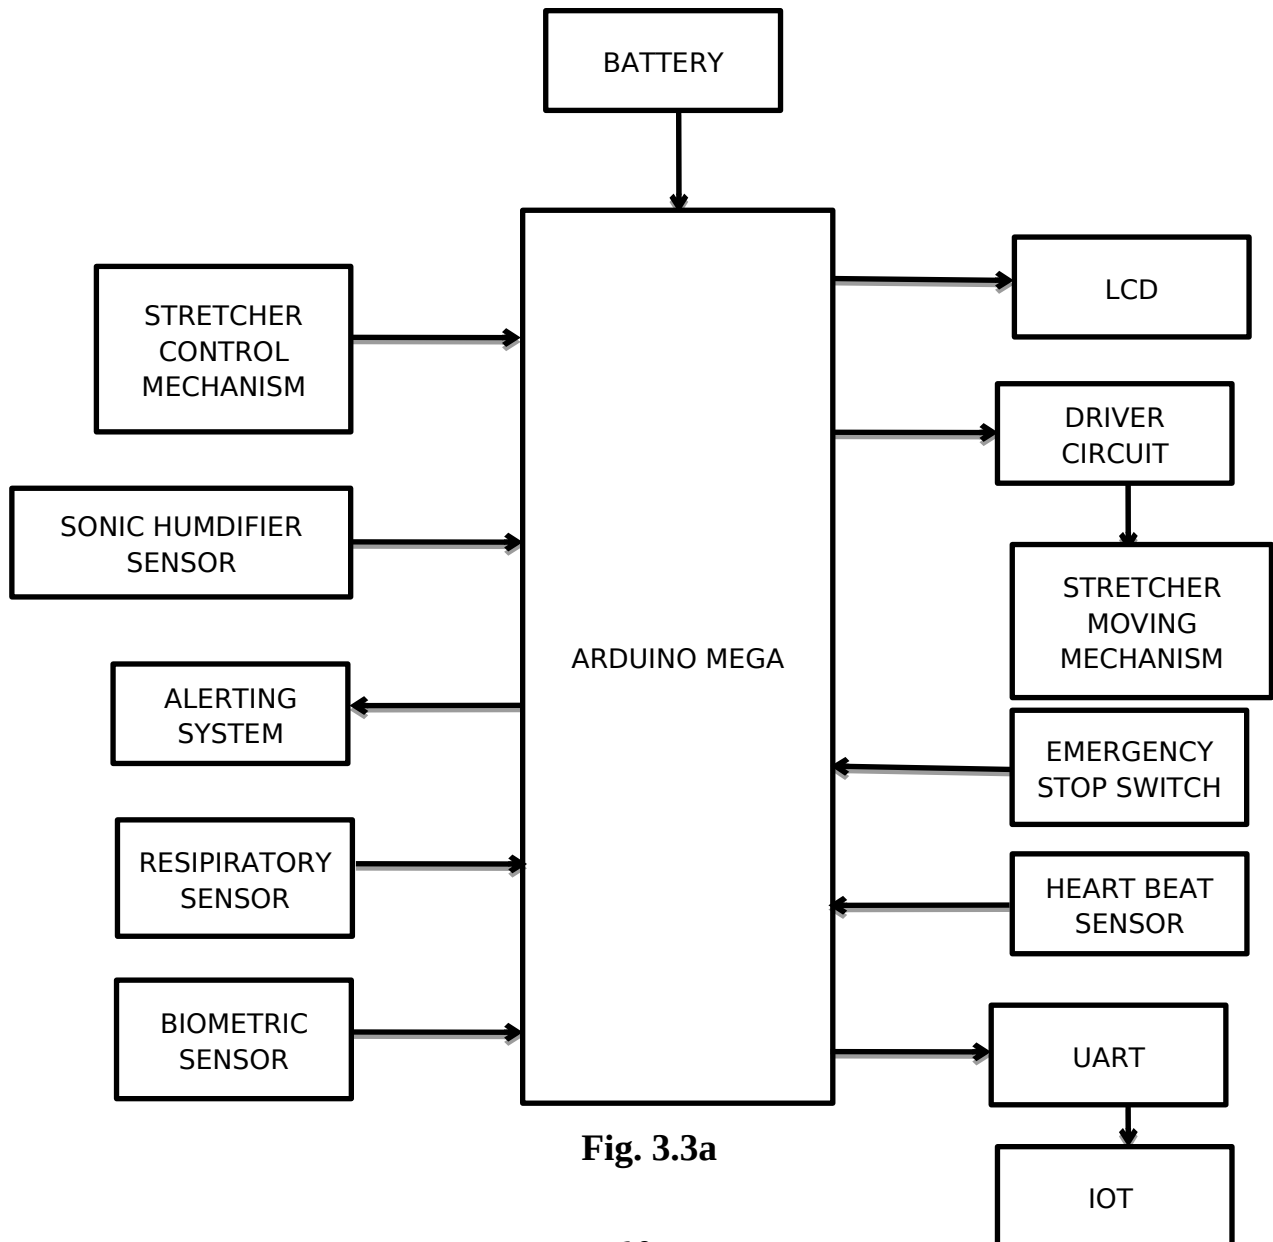 BATTERY
STRETCHER
CONTROL
MECHANISM
SONIC HUMDIFIER
SENSOR
ALERTING
SYSTEM
RESIPIRATORY
SENSOR
BIOMETRIC
SENSOR
ARDUINO MEGA
LCD
DRIVER
CIRCUIT
STRETCHER
MOVING
MECHANISM
EMERGENCY
STOP SWITCH
HEART BEAT
SENSOR
UART
IOT
Fig. 3.3a